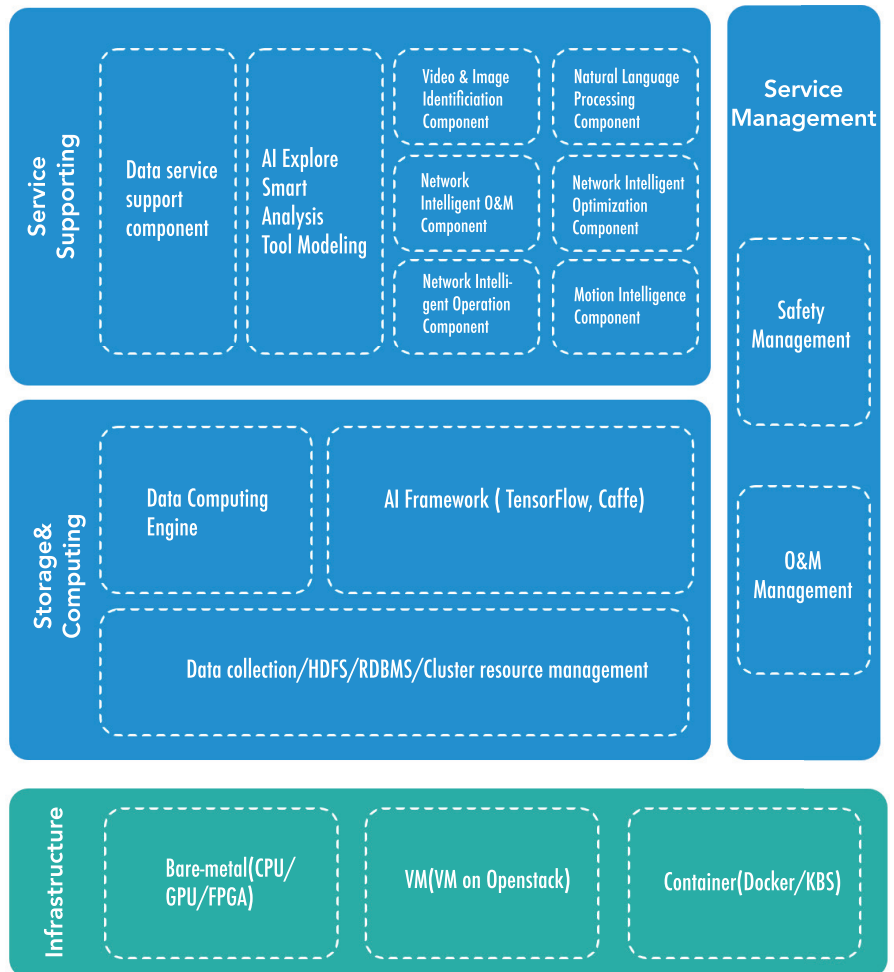 Service
Supporting
Data service
support
component
AI Explore
Smart
Analysis
Tool Modeling
Video & Image
Identificiation
Component
Natural Language
Processing
Component
Network
Intelligent O&M
Component
Network Intelligent
Optimization
Component
Network Intelli-
gent Operation
Component
Motion Intelligence
Component
Service
Management
Safety
Management
O&M
Management
Storage&
Computing
Data Computing
Engine
AI Framework ( TensorFlow, Caffe)
Data collection/HDFS/RDBMS/Cluster resource management
Infrastructure
Bare-metal(CPU/
GPU/FPGA)
VM(VM on Openstack)
Container(Docker/KBS)